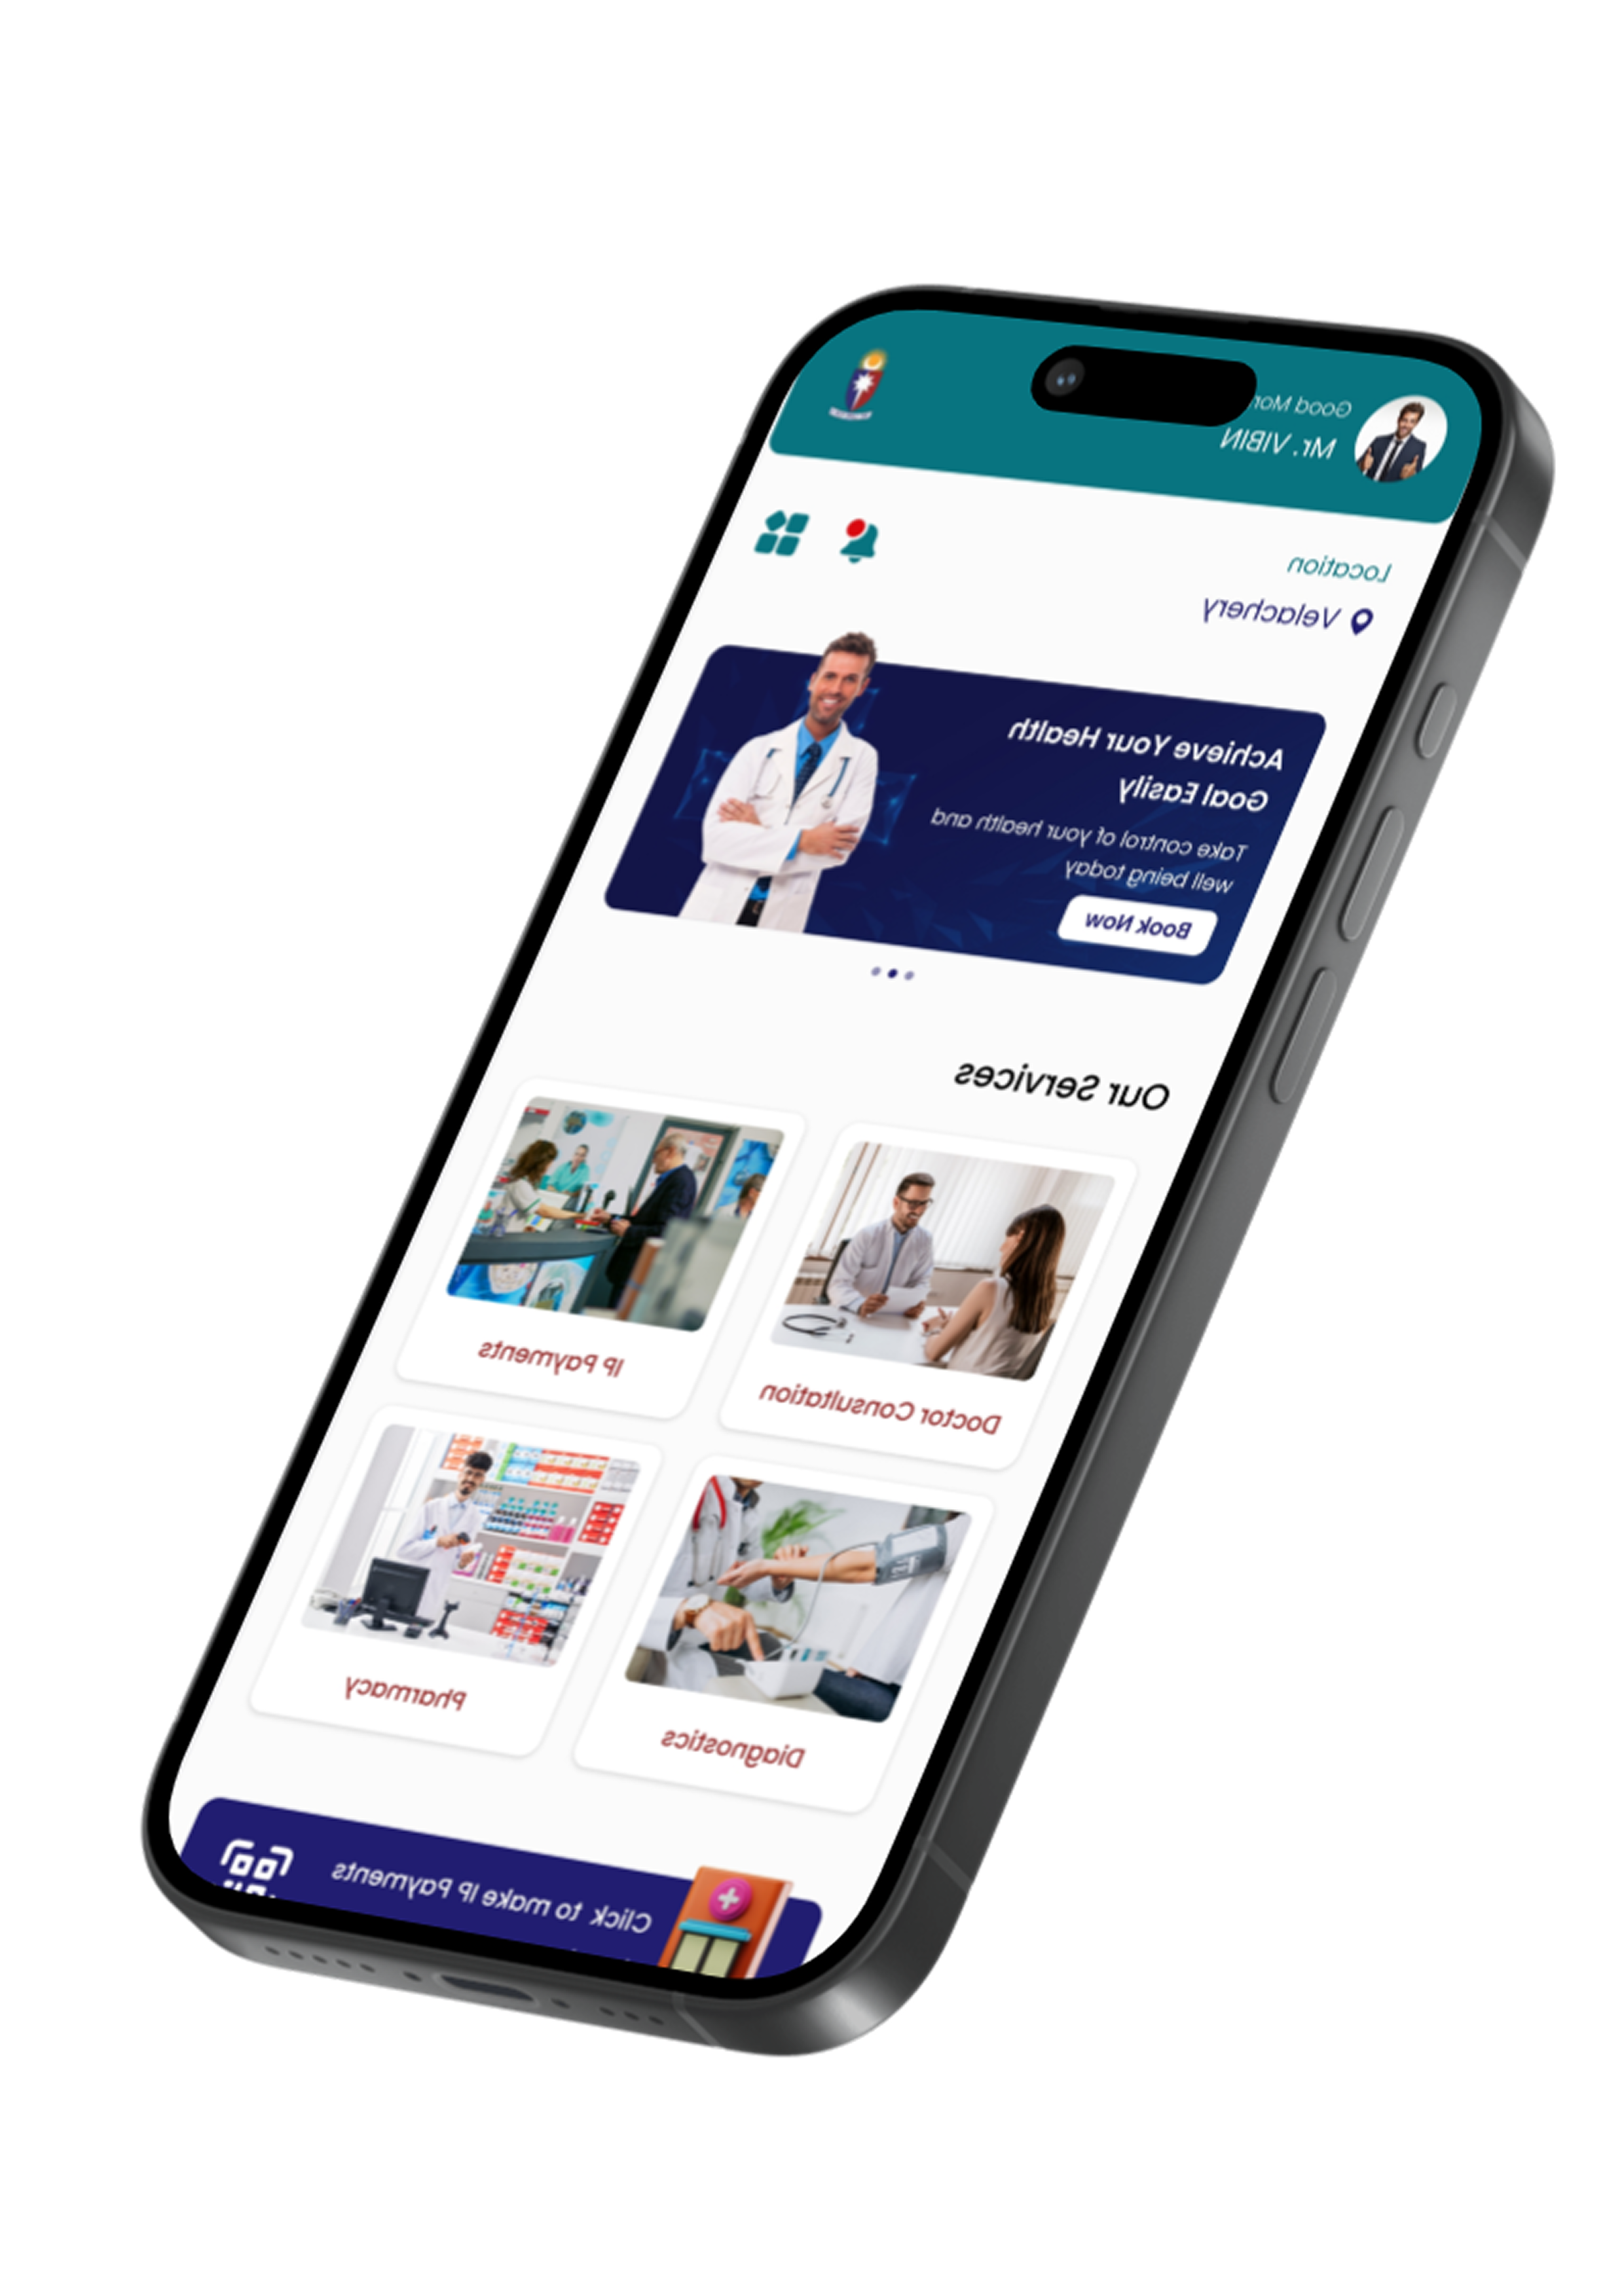 Good Mor
Mr. VIBIN
Location
Velachery
Achieve Your Health
Goal Easily
Take control of your health and
well being today
Book Now
Our Services
Doctor Consultation
IP Payments
Diagnostics
Pharmacy
Click to make IP Payments